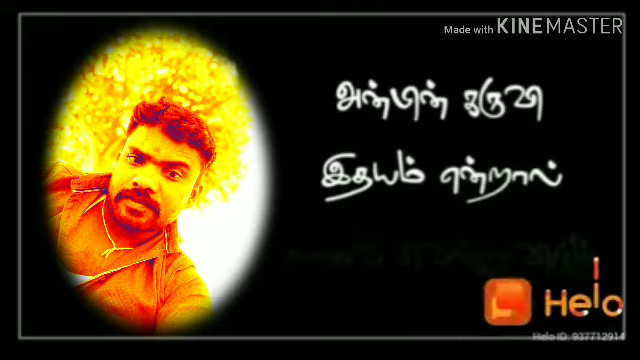 Made with KINEMASTER
அன்பின் கருவி
இதயம் என்றால்
Helo
Helo ID: 937712914